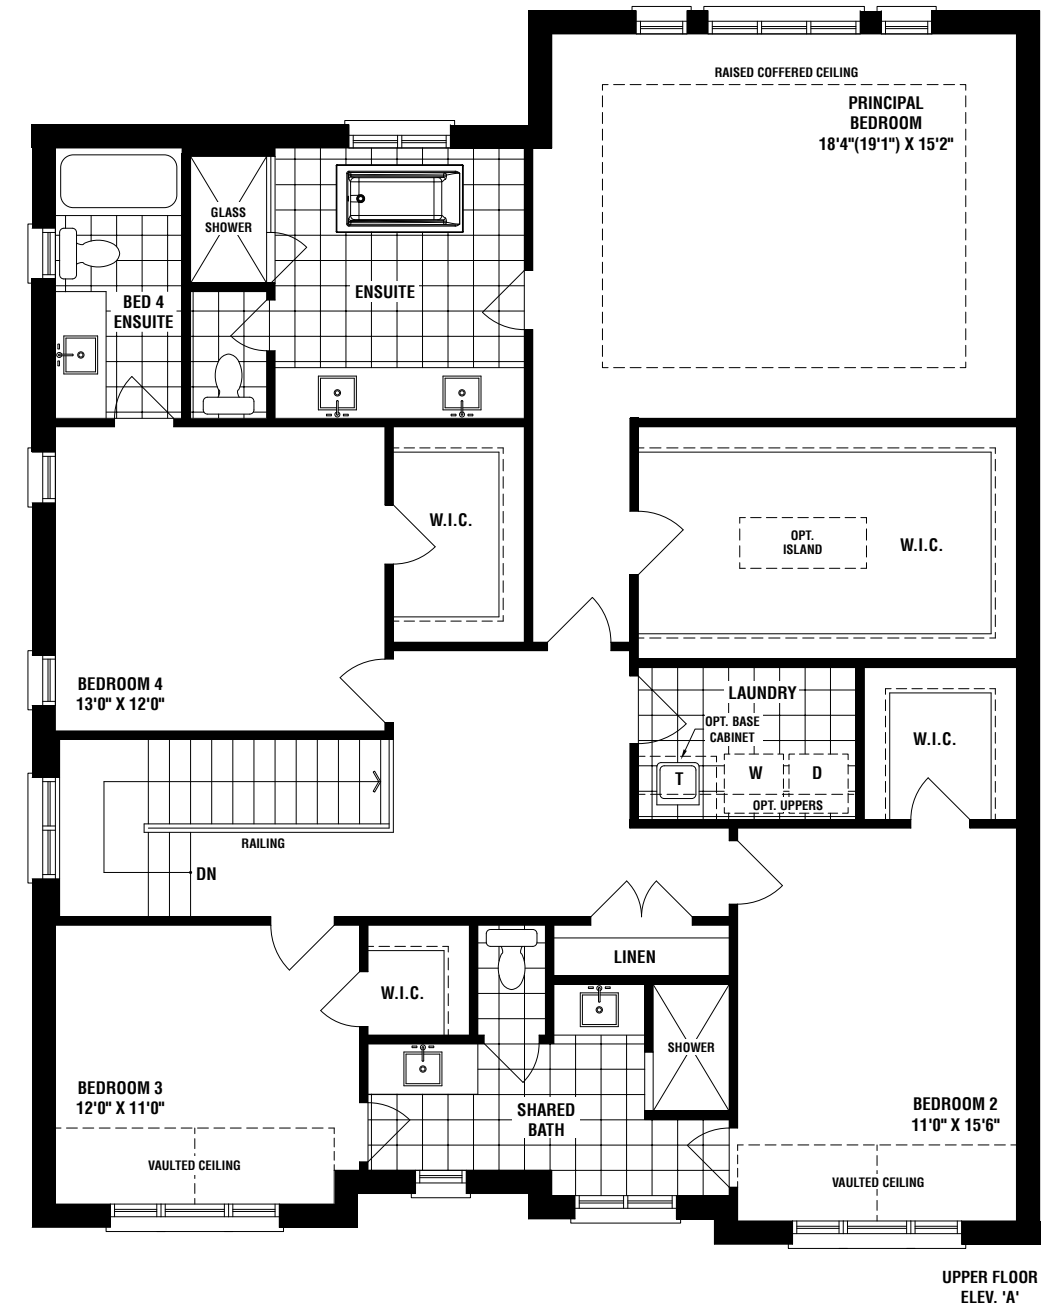 RAISED COFFERED CEILING
PRINCIPAL
BEDROOM
18'4"(19'1") X 15'2"
GLASS
SHOWER
ENSUITE
BED 4
ENSUITE
W.I.C.
OPT.
ISLAND
W.I.C.
BEDROOM 4
13'0" X 12'0"
LAUNDRY
OPT. BASE
CABINET
T
W
D
OPT. UPPERS
W.I.C.
RAILING
DN
LINEN
W.I.C.
SHOWER
BEDROOM 3
12'0" X 11'0"
SHARED
BATH
BEDROOM 2
11'0" X 15'6"
VAULTED CEILING
VAULTED CEILING
UPPER FLOOR
ELEV. 'A'